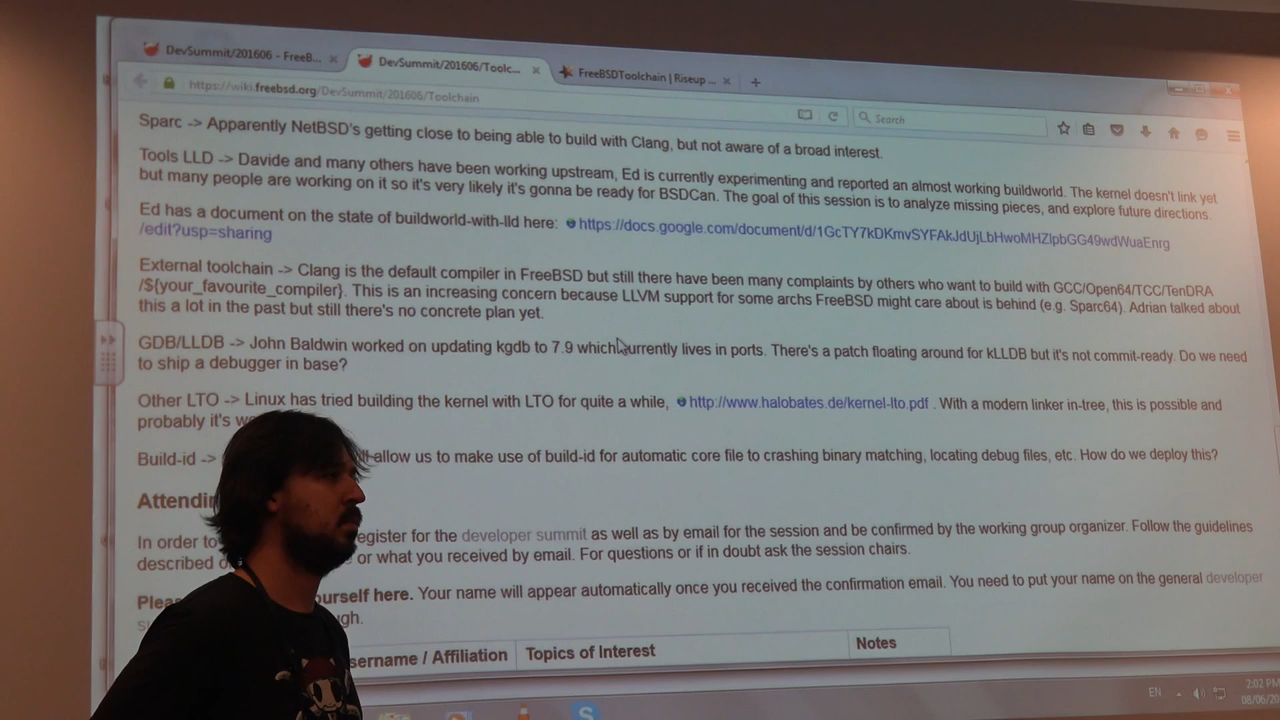 DevSummit/201606 - FreeB... × DevSummit/201606/Toolc... × FreeBSDToolchain | Riseup ... × +
https://wiki.freebsd.org/DevSummit/201606/Toolchain
Search
Sparc -> Apparently NetBSD's getting close to being able to build with Clang, but not aware of a broad interest.
Tools LLD -> Davide and many others have been working upstream, Ed is currently experimenting and reported an almost working buildworld. The kernel doesn't link yet
but many people are working on it so it's very likely it's gonna be ready for BSDCan. The goal of this session is to analyze missing pieces, and explore future directions.
Ed has a document on the state of buildworld-with-lld here: https://docs.google.com/document/d/1GcTY7kDKmvSYFAkJdUjLbHwoMHZlpbGG49wdWuaEnrg
/edit?usp=sharing
External toolchain -> Clang is the default compiler in FreeBSD but still there have been many complaints by others who want to build with GCC/Open64/TCC/TenDRA
/${your_favourite_compiler}. This is an increasing concern because LLVM support for some archs FreeBSD might care about is behind (e.g. Sparc64). Adrian talked about
this a lot in the past but still there's no concrete plan yet.
GDB/LLDB -> John Baldwin worked on updating kgdb to 7.9 which currently lives in ports. There's a patch floating around for kLLDB but it's not commit-ready. Do we need
to ship a debugger in base?
Other LTO -> Linux has tried building the kernel with LTO for quite a while, http://www.halobates.de/kernel-lto.pdf . With a modern linker in-tree, this is possible and
probably it's w
Build-id -> allow us to make use of build-id for automatic core file to crashing binary matching, locating debug files, etc. How do we deploy this?
Attendin
In order to egister for the developer summit as well as by email for the session and be confirmed by the working group organizer. Follow the guidelines
described or what you received by email. For questions or if in doubt ask the session chairs.
Plea ourself here. Your name will appear automatically once you received the confirmation email. You need to put your name on the general developer
gh.
sername / Affiliation Topics of Interest Notes
EN
2:02 PM
08/06/20